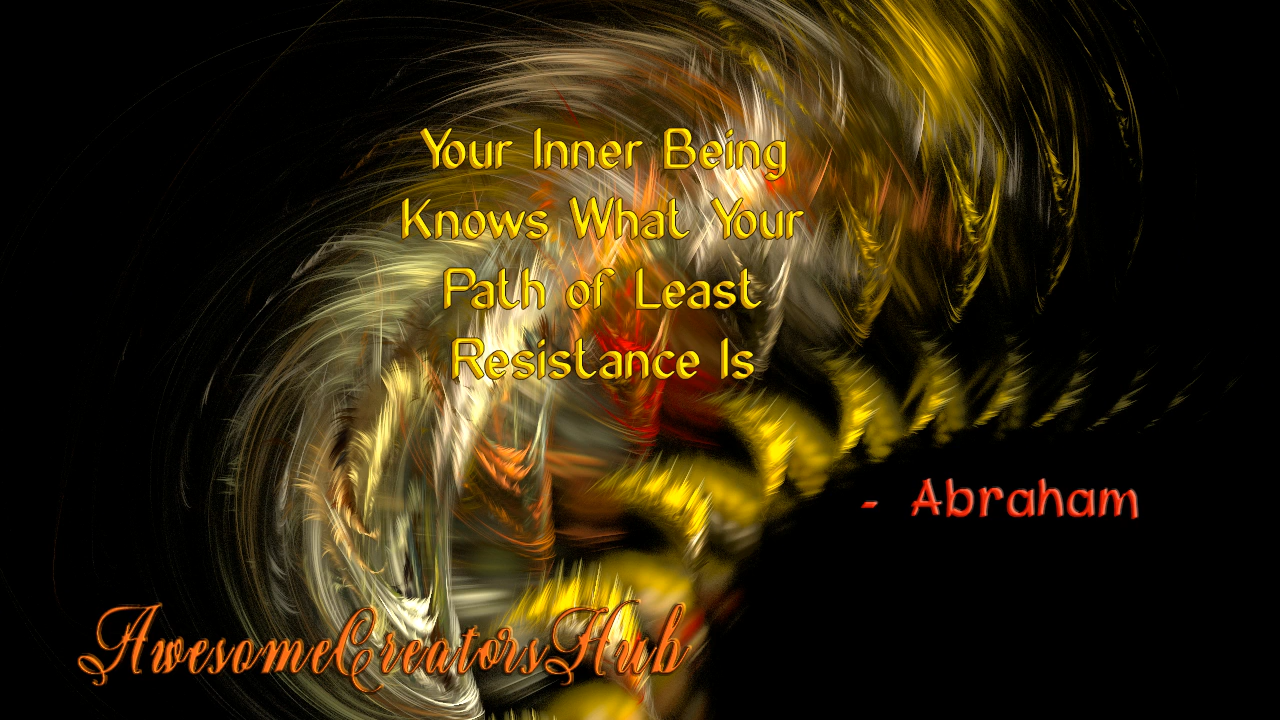 Your Inner Being
Knows What Your
Path of Least
Resistance Is
- Abraham
AwesomeCreatorsHub